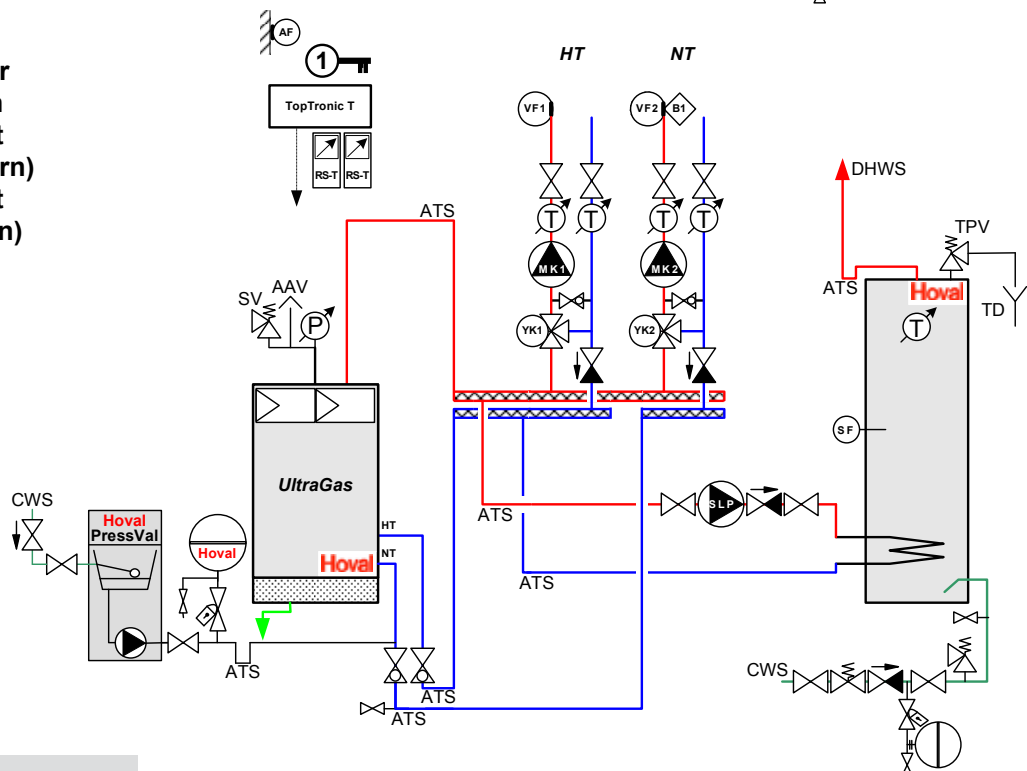 AF
HT
NT
r
1
TopTronic T
VF1
VF2
B1
t
rn)
RS-T
RS-T
t
n)
ATS
T
T
T
T
DHWS
TPV
MK1
MK2
ATS
Hoval
AAV
SV
P
YK1
YK2
T
TD
SF
UltraGas
CWS
ATS
SLP
Hoval
PressVal
Hoval
HT
NT
Hoval
ATS
ATS
ATS
ATS
CWS